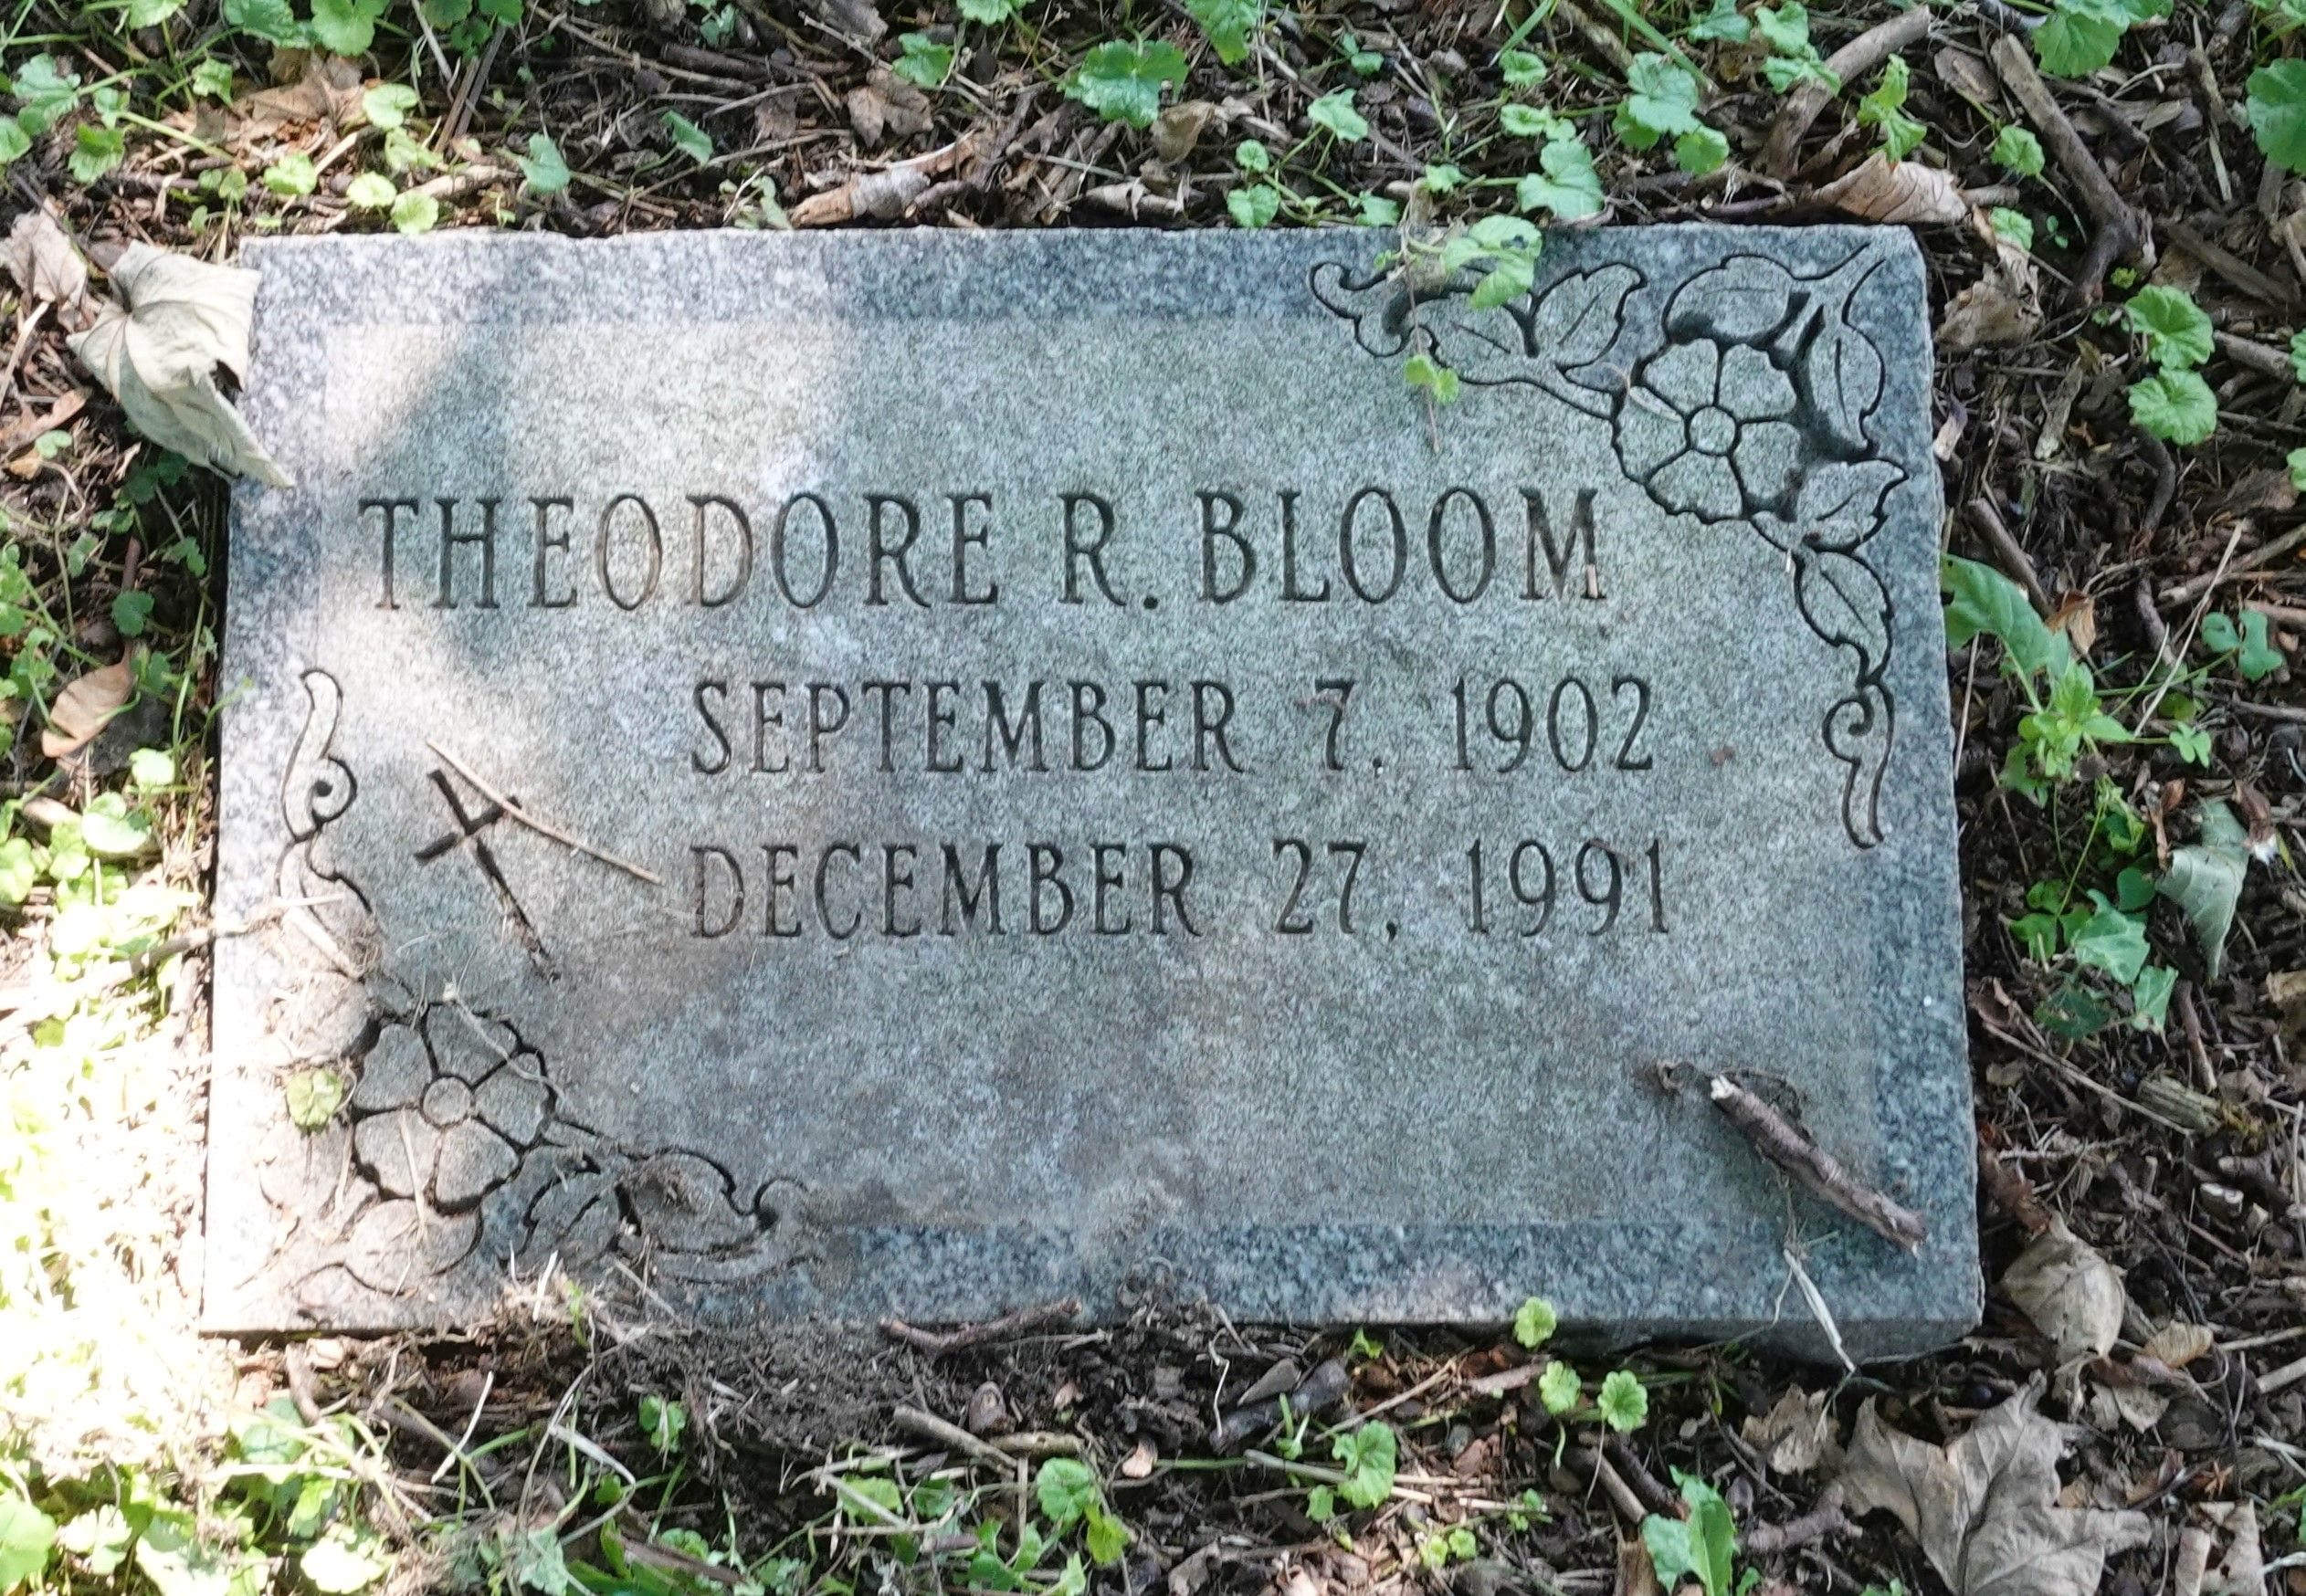 THEODORE R. BLOOM
SEPTEMBER 7, 1902
DECEMBER 27, 1991